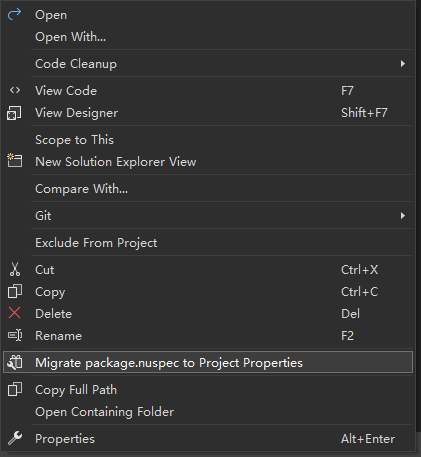 Open
Open With...
Code Cleanup
View Code F7
View Designer Shift+F7
Scope to This
New Solution Explorer View
Compare With...
Git
Exclude From Project
Cut Ctrl+X
Copy Ctrl+C
Delete Del
Rename F2
Migrate package.nuspec to Project Properties
Copy Full Path
Open Containing Folder
Properties Alt+Enter